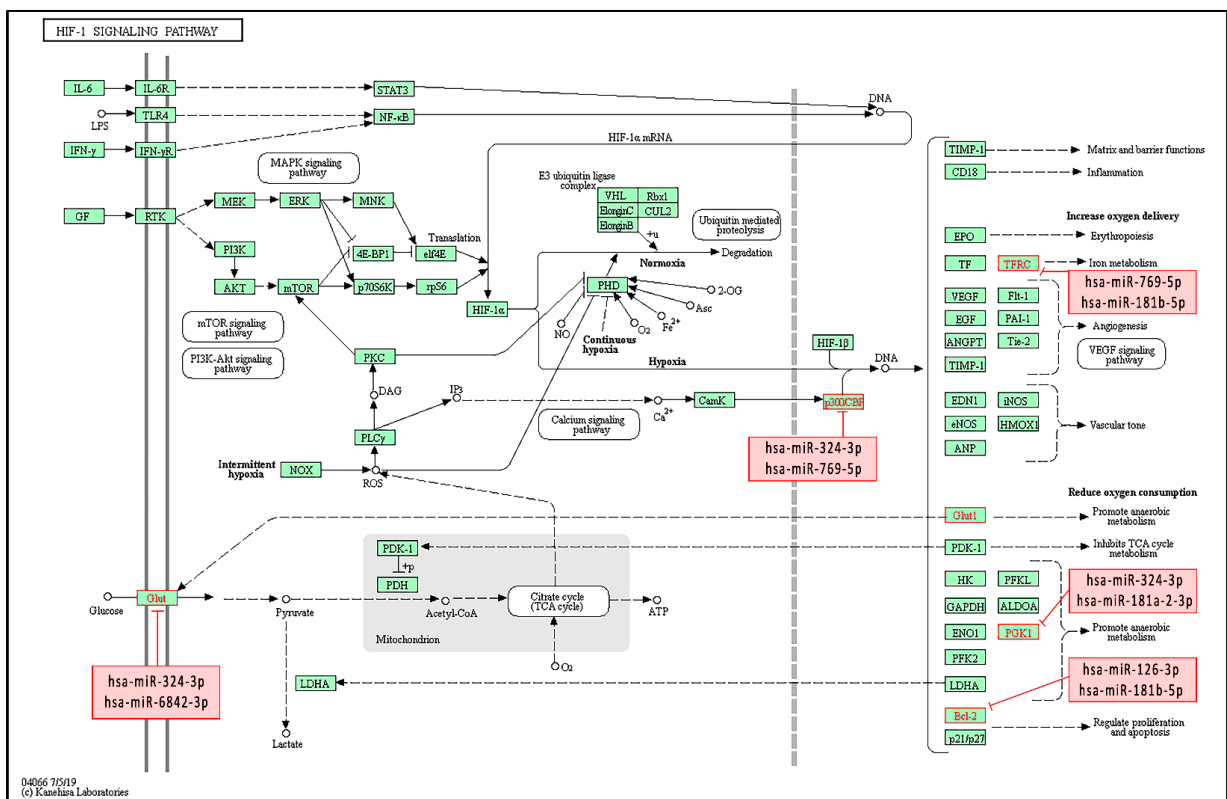 HIF-1 SIGNALING PATHWAY
IL-6
IL-6R
STAT3
DNA
LPS
TLR4
NF-κB
HIF-1α mRNA
IFN-γ
IFN-γR
MAPK signaling
pathway
GF
RTK
MEK
ERK
MNK
PI3K
4E-BP1
Translation
elf4E
AKT
mTOR
p70S6K
rpS6
HIF-1α
mTOR signaling
pathway
PI3K-Akt signaling
pathway
E3 ubiquitin ligase
complex
VHL
Rbx1
ElonginC
CUL2
ElonginB
+u
Ubiquitin mediated
proteolysis
Degradation
Normoxia
PHD
2-OG
Asc
Fe2+
O2
NO
Continuous
hypoxia
Hypoxia
HIF-1β
DNA
PKC
DAG
IP3
PLCγ
Calcium signaling
pathway
Ca2+
CamK
p300/CBP
hsa-miR-324-3p
hsa-miR-769-5p
Intermittent
hypoxia
NOX
ROS
TIMP-1
Matrix and barrier functions
CD18
Inflammation
Increase oxygen delivery
EPO
Erythropoiesis
TF
TFRC
Iron metabolism
hsa-miR-769-5p
hsa-miR-181b-5p
VEGF
Flt-1
EGF
PAI-1
Angiogenesis
ANGPT
Tie-2
VEGF signaling
pathway
TIMP-1
EDN1
iNOS
eNOS
HMOX1
Vascular tone
ANP
Reduce oxygen consumption
Glut1
Promote anaerobic
metabolism
PDK-1
Inhibits TCA cycle
metabolism
HK
PFKL
hsa-miR-324-3p
hsa-miR-181a-2-3p
GAPDH
ALDOA
ENO1
PGK1
Promote anaerobic
metabolism
PFK2
LDHA
hsa-miR-126-3p
hsa-miR-181b-5p
Bcl-2
Regulate proliferation
and apoptosis
p21/p27
PDK-1
+p
PDH
Glucose
Glut
Pyruvate
Acetyl-CoA
Citrate cycle
(TCA cycle)
ATP
Mitochondrion
O2
LDHA
Lactate
hsa-miR-324-3p
hsa-miR-6842-3p
04066 7/5/19
(c) Kanehisa Laboratories